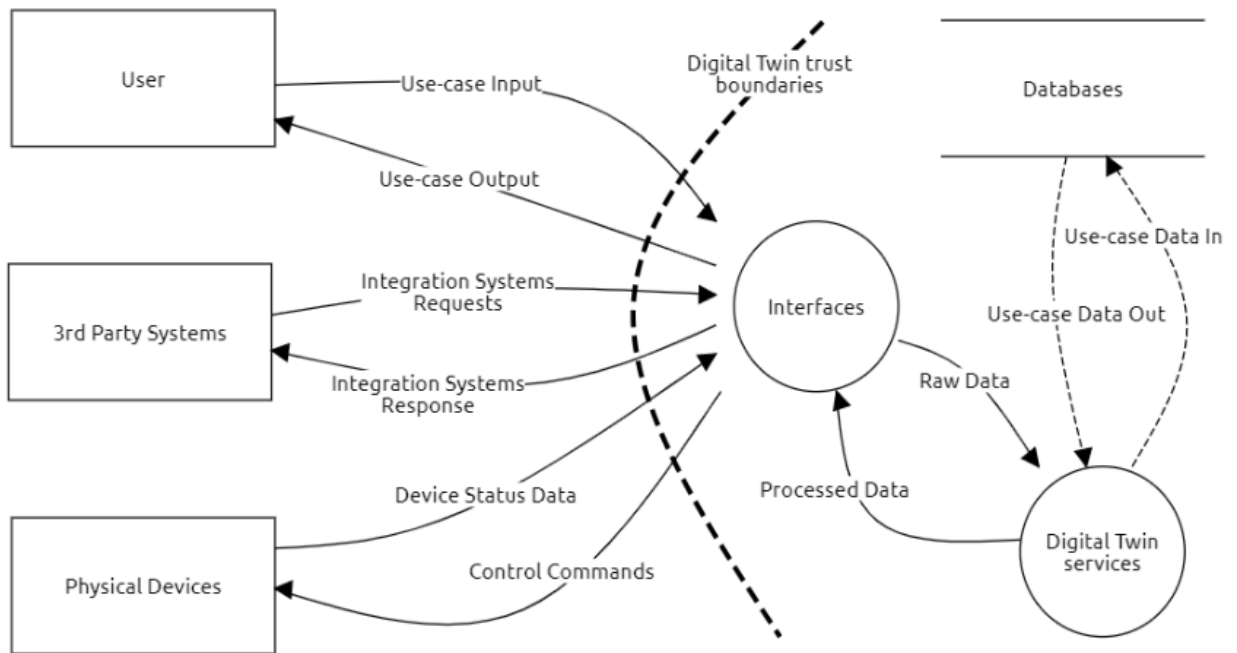 User
Use-case Input
Digital Twin trust
boundaries
Databases
Use-case Output
Use-case Data In
Integration Systems
Requests
Interfaces
Use-case Data Out
3rd Party Systems
Integration Systems
Response
Raw Data
Device Status Data
Processed Data
Digital Twin
services
Control Commands
Physical Devices